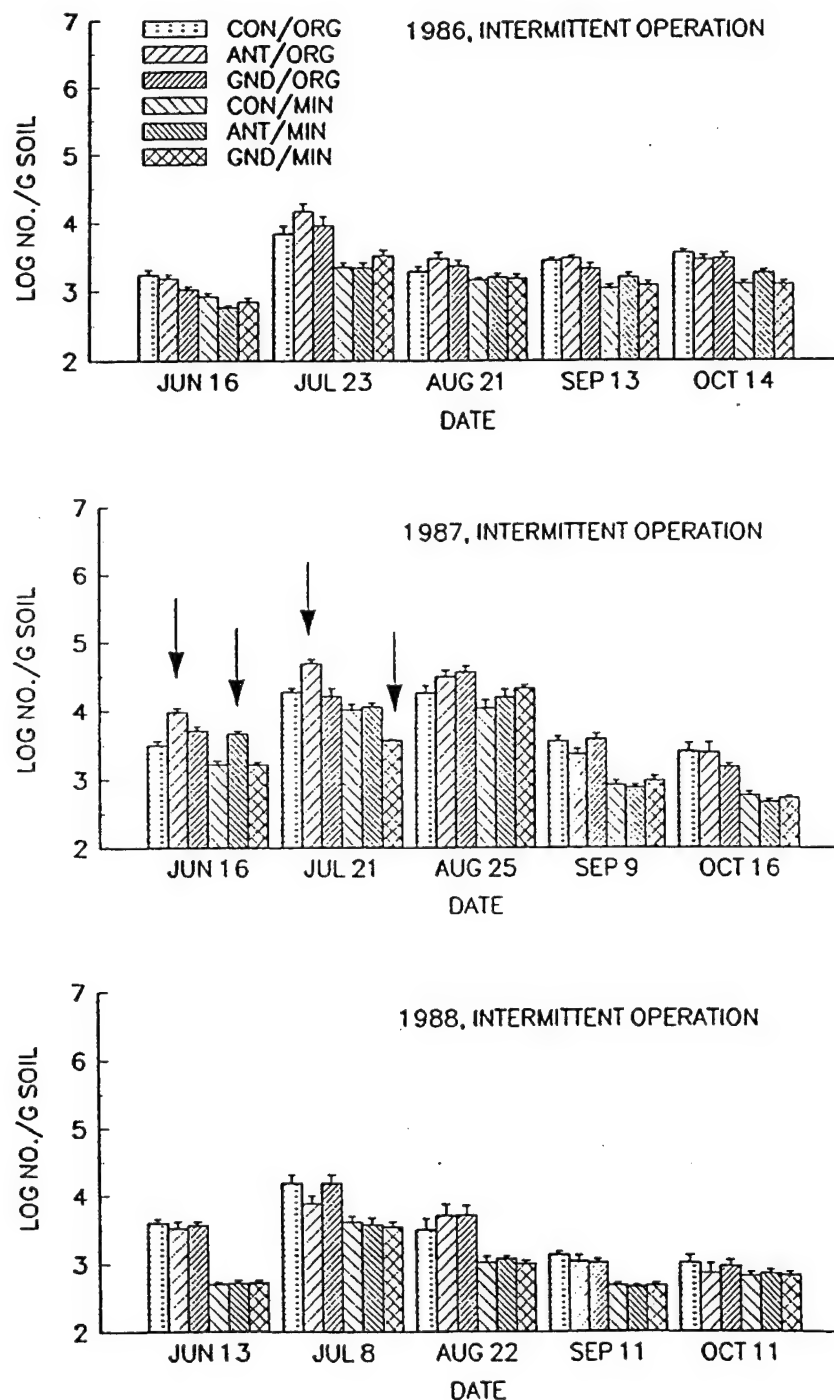 7
6
5
4
3
2
LOG NO./G SOIL
CON/ORG
ANT/ORG
GND/ORG
CON/MIN
ANT/MIN
GND/MIN
1986, INTERMITTENT OPERATION
JUN 16 JUL 23 AUG 21 SEP 13 OCT 14
DATE
7
6
5
4
3
2
LOG NO./G SOIL
1987, INTERMITTENT OPERATION
JUN 16 JUL 21 AUG 25 SEP 9 OCT 16
DATE
7
6
5
4
3
2
LOG NO./G SOIL
1988, INTERMITTENT OPERATION
JUN 13 JUL 8 AUG 22 SEP 11 OCT 11
DATE